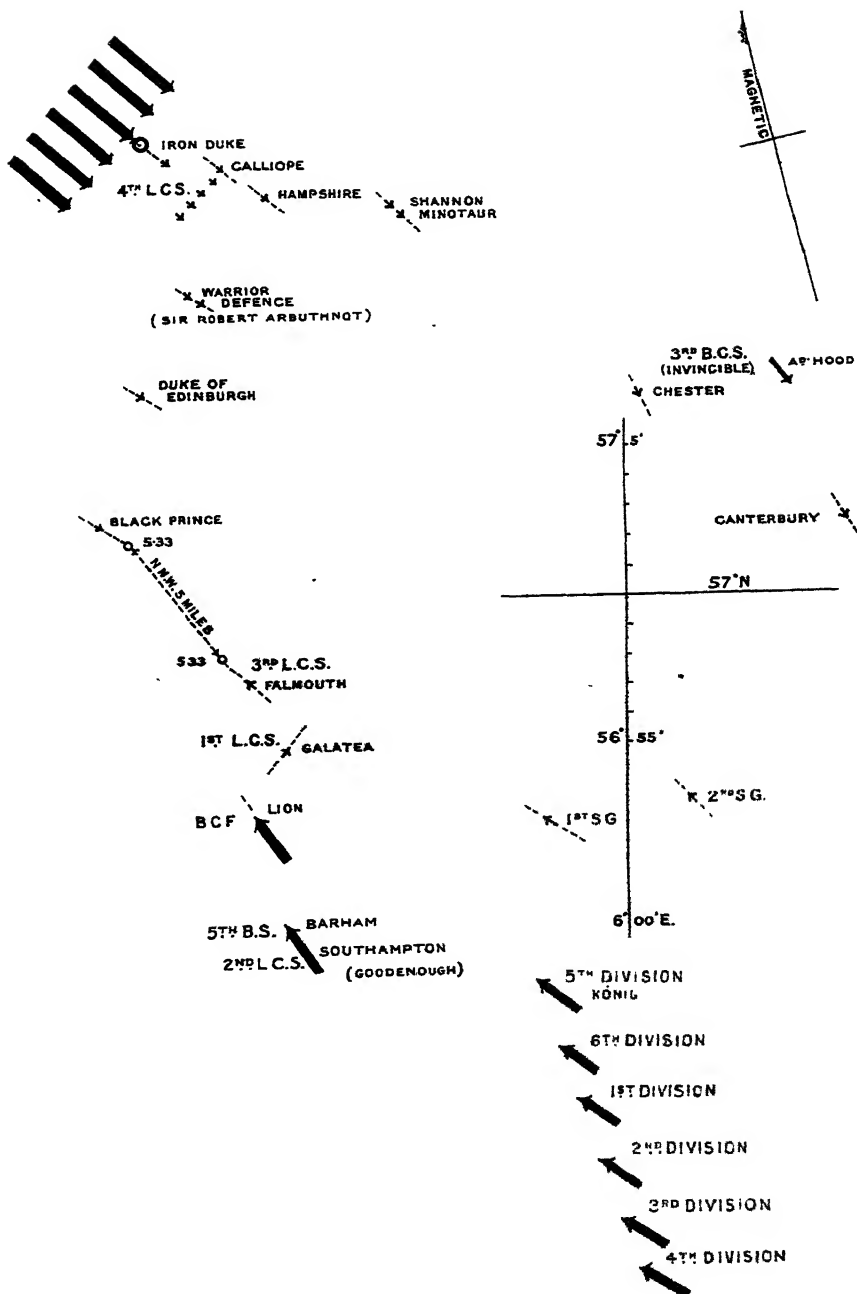 MAGNETIC
IRON DUKE
CALLIOPE
4TH L.C.S.
HAMPSHIRE
SHANNON
MINOTAUR
WARRIOR
DEFENCE
(SIR ROBERT ARBUTHNOT)
3RD B.C.S.
(INVINCIBLE)
AD. HOOD
DUKE OF
EDINBURGH
CHESTER
57° 5'
BLACK PRINCE
5.33
CANTERBURY
N.N.W. 5 MILES
57° N
5.33
3RD L.C.S.
FALMOUTH
1ST L.C.S.
GALATEA
56° 55'
2ND S G.
LION
B C F
1ST S G
6° 00' E.
BARHAM
5TH B.S.
SOUTHAMPTON
2ND L.C.S.
(GOODENOUGH)
5TH DIVISION
KÖNIG
6TH DIVISION
1ST DIVISION
2ND DIVISION
3RD DIVISION
4TH DIVISION